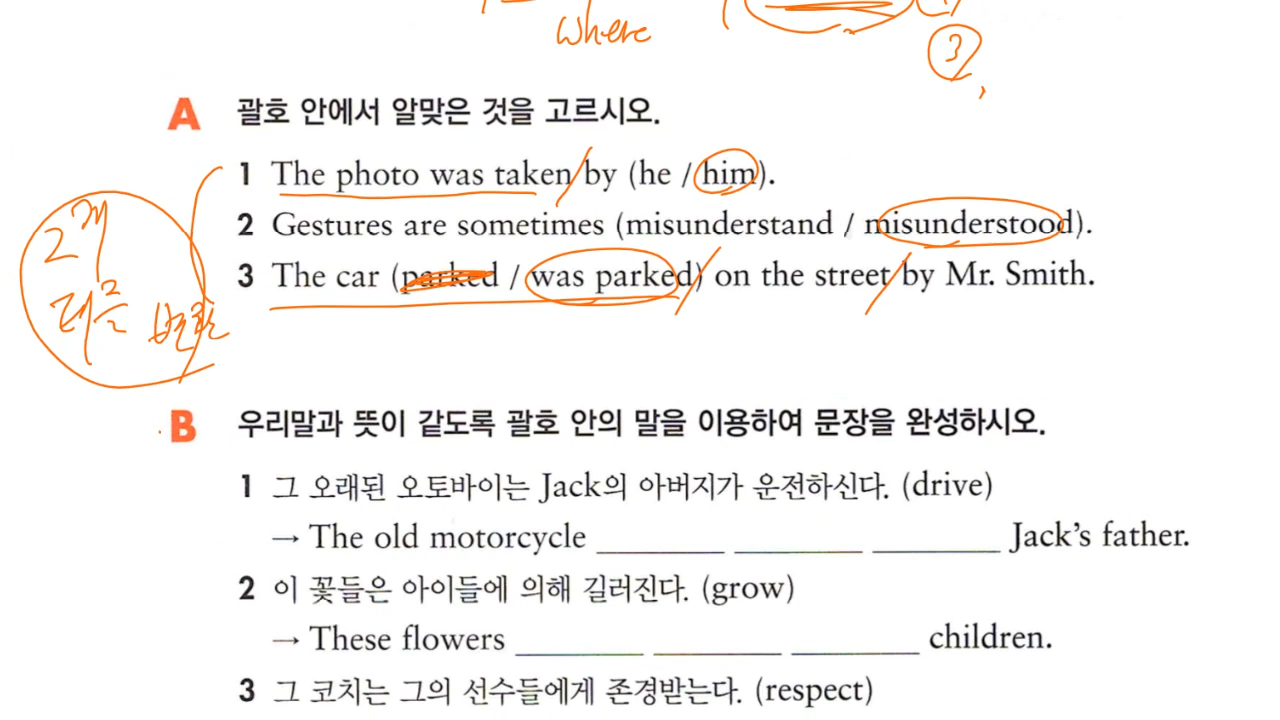 where
3
A 괄호 안에서 알맞은 것을 고르시오.
1 The photo was taken by (he / him).
2 Gestures are sometimes (misunderstand / misunderstood).
3 The car (parked / was parked) on the street by Mr. Smith.
2개
B 우리말과 뜻이 같도록 괄호 안의 말을 이용하여 문장을 완성하시오.
1 그 오래된 오토바이는 Jack의 아버지가 운전하신다. (drive)
→ The old motorcycle ______ ______ ______ Jack's father.
2 이 꽃들은 아이들에 의해 길러진다. (grow)
→ These flowers ______ ______ ______ children.
3 그 코치는 그의 선수들에게 존경받는다. (respect)